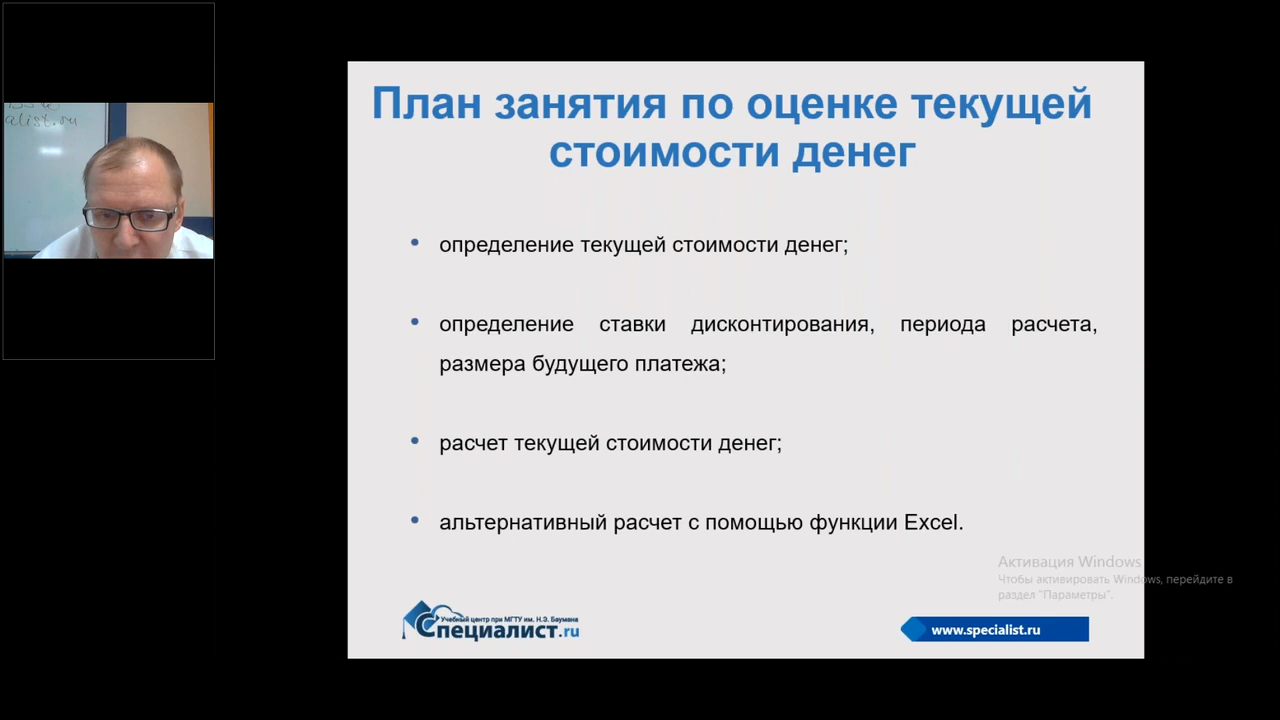 alist.ru
План занятия по оценке текущей
стоимости денег
определение текущей стоимости денег;
определение ставки дисконтирования, периода расчета,
размера будущего платежа;
расчет текущей стоимости денег;
альтернативный расчет с помощью функции Excel.
Активация Windows
Чтобы активировать Windows, перейдите в
раздел "Параметры".
Учебный центр при МГТУ им. Н.Э. Баумана
Специалист.ru
www.specialist.ru